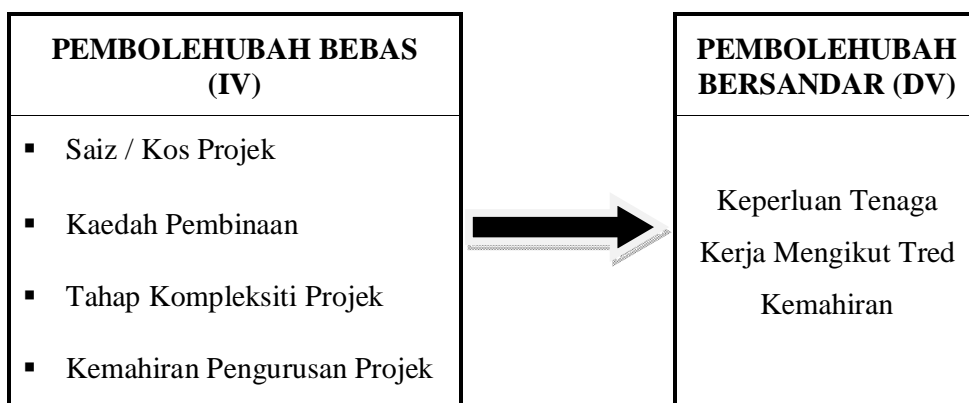 PEMBOLEHUBAH BEBAS
(IV)
▪ Saiz / Kos Projek
▪ Kaedah Pembinaan
▪ Tahap Kompleksiti Projek
▪ Kemahiran Pengurusan Projek
PEMBOLEHUBAH
BERSANDAR (DV)
Keperluan Tenaga
Kerja Mengikut Tred
Kemahiran